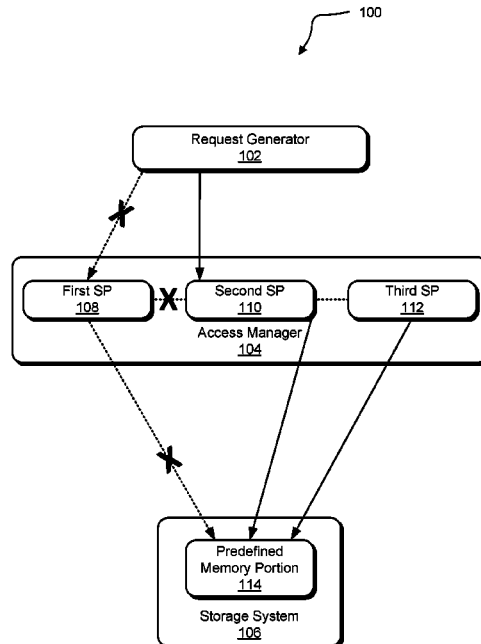 100
Request Generator
102
First SP
108
Second SP
110
Third SP
112
Access Manager
104
Predefined
Memory Portion
114
Storage System
106